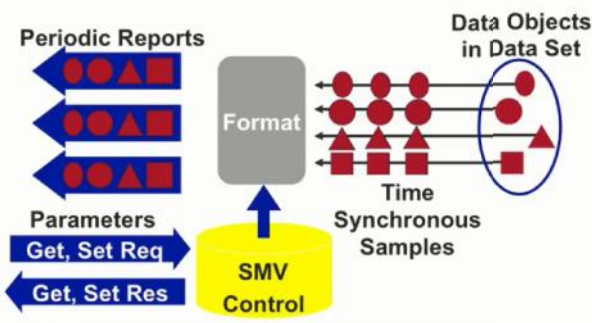 Periodic Reports
Data Objects
in Data Set
Format
Time
Synchronous
Samples
Parameters
Get, Set Req
Get, Set Res
SMV
Control